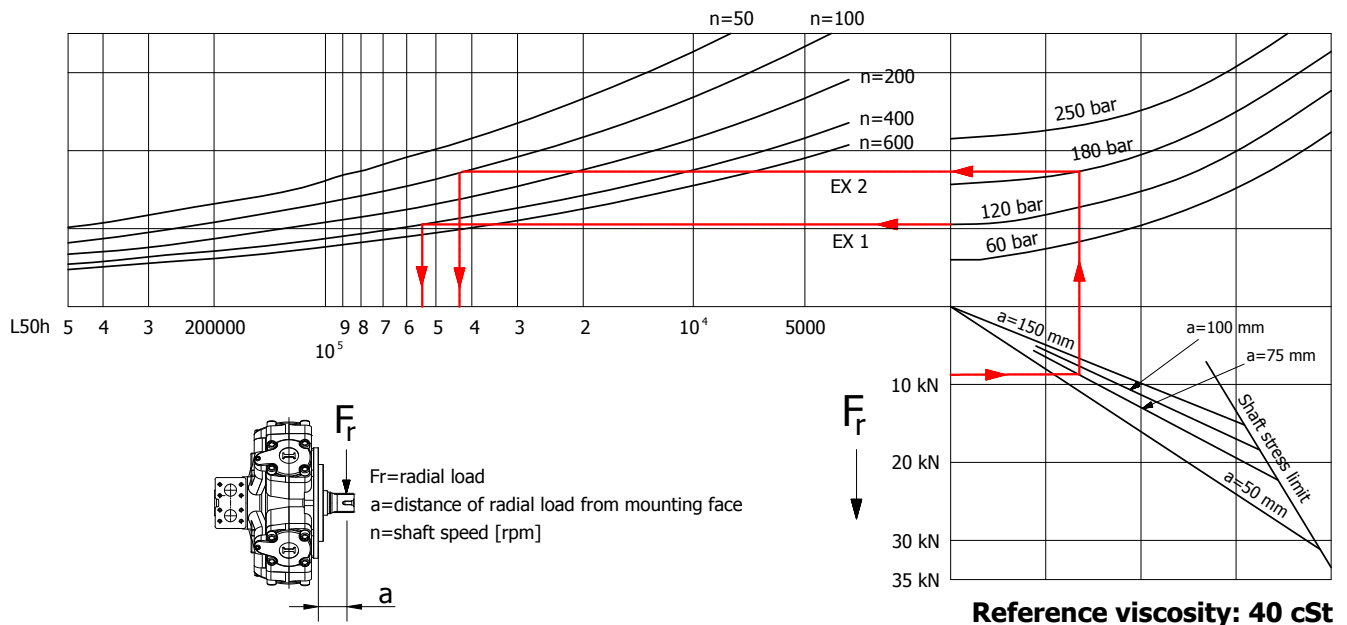 n=50
n=100
n=200
n=400
n=600
250 bar
180 bar
120 bar
60 bar
EX 2
EX 1
L50h 5 4 3 200000 9 8 7 6 5 4 3 2 10⁴ 5000
10⁵
a=150 mm
a=100 mm
a=75 mm
a=50 mm
Shaft stress limit
10 kN
20 kN
30 kN
35 kN
Fr
Fr
Fr=radial load
a=distance of radial load from mounting face
n=shaft speed [rpm]
a
Reference viscosity: 40 cSt